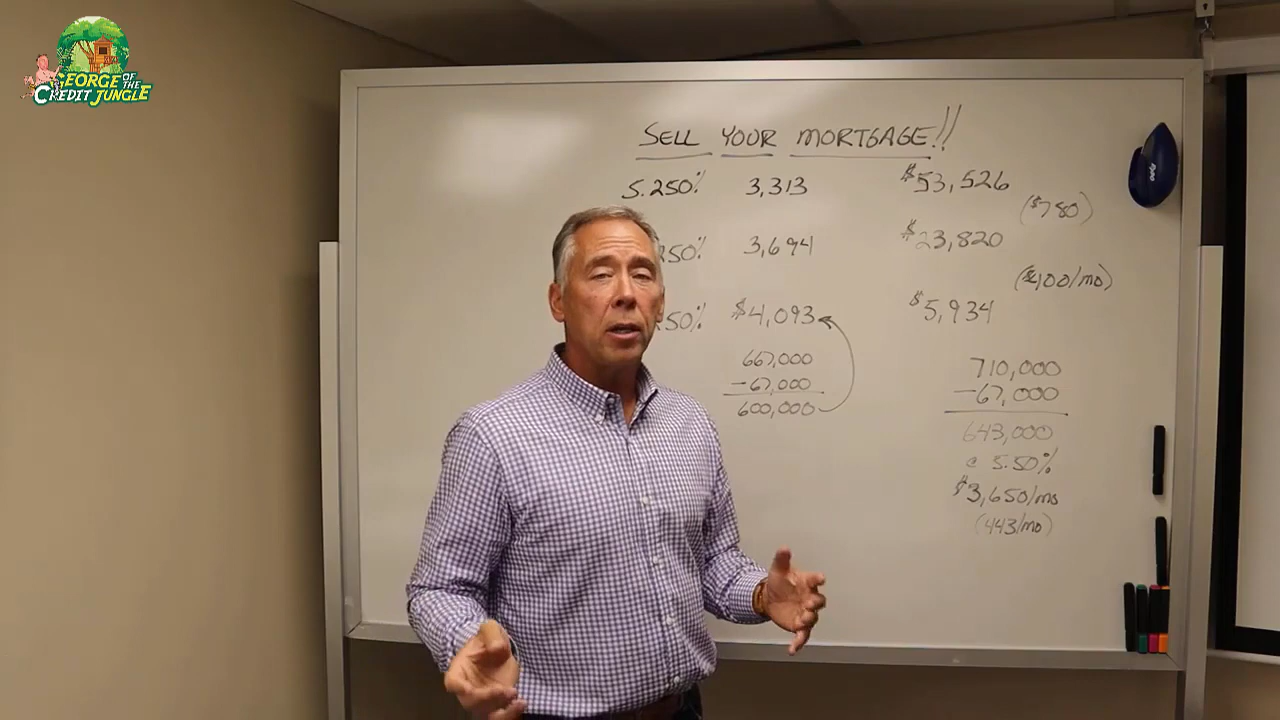 GEORGE OF THE
CREDIT JUNGLE
SELL YOUR MORTGAGE!!
5.250% 3,313 $53,526
($780)
250% 3,694 $23,820
($400/mo)
50% $4,093 $5,934
667,000
-67,000
600,000
710,000
-67,000
643,000
@ 5.50%
$3,650/mo
(443/mo)
expo